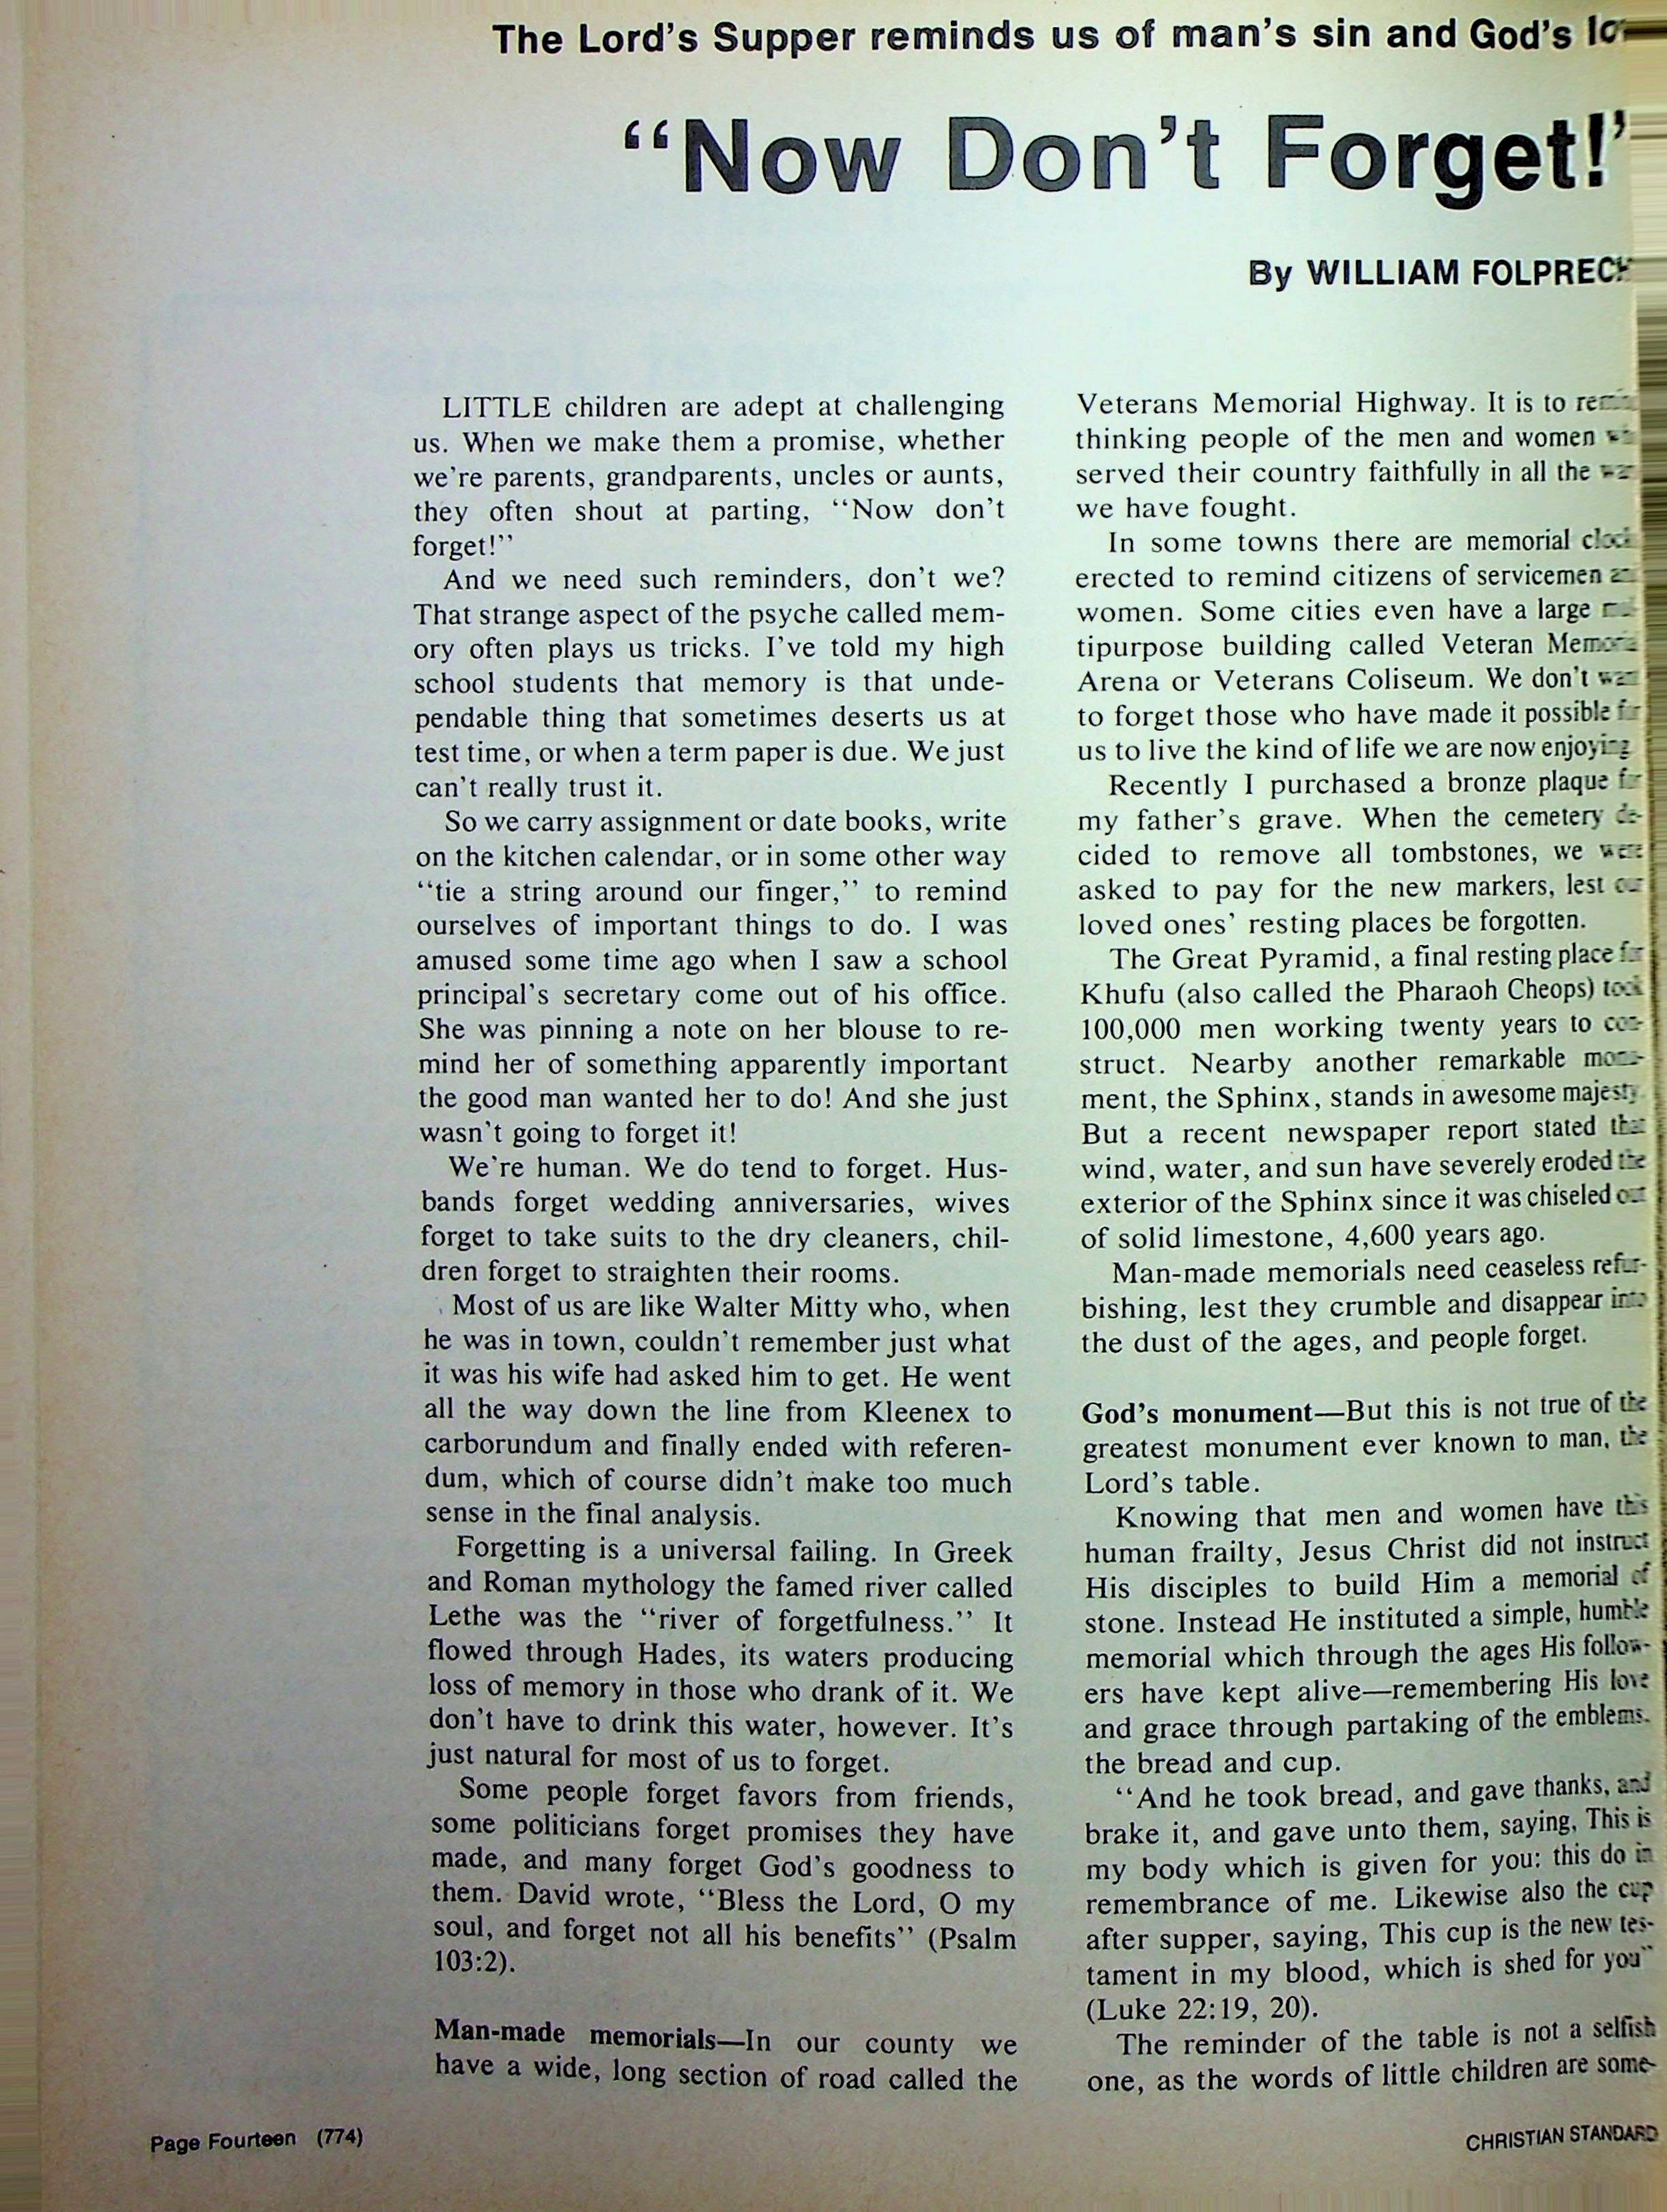 The Lord's Supper reminds us of man's sin and God's
"Now Don't Forget!"
By WILLIAM FOLPRECH
LITTLE children are adept at challenging
us. When we make them a promise, whether
we're parents, grandparents, uncles or aunts,
they often shout at parting, "Now don't
forget!"
And we need such reminders, don't we?
That strange aspect of the psyche called mem-
ory often plays us tricks. I've told my high
school students that memory is that unde-
pendable thing that sometimes deserts us at
test time, or when a term paper is due. We just
can't really trust it.
So we carry assignment or date books, write
on the kitchen calendar, or in some other way
"tie a string around our finger," to remind
ourselves of important things to do. I was
amused some time ago when I saw a school
principal's secretary come out of his office.
She was pinning a note on her blouse to re-
mind her of something apparently important
the good man wanted her to do! And she just
wasn't going to forget it!
We're human. We do tend to forget. Hus-
bands forget wedding anniversaries, wives
forget to take suits to the dry cleaners, chil-
dren forget to straighten their rooms.
Most of us are like Walter Mitty who, when
he was in town, couldn't remember just what
it was his wife had asked him to get. He went
all the way down the line from Kleenex to
carborundum and finally ended with referen-
dum, which of course didn't make too much
sense in the final analysis.
Forgetting is a universal failing. In Greek
and Roman mythology the famed river called
Lethe was the "river of forgetfulness." It
flowed through Hades, its waters producing
loss of memory in those who drank of it. We
don't have to drink this water, however. It's
just natural for most of us to forget.
Some people forget favors from friends,
some politicians forget promises they have
made, and many forget God's goodness to
them. David wrote, "Bless the Lord, O my
soul, and forget not all his benefits" (Psalm
103:2).
Man-made memorials—In our county we
have a wide, long section of road called the
Veterans Memorial Highway. It is to
thinking people of the men and women
served their country faithfully in all the
we have fought.
In some towns there are memorial
erected to remind citizens of servicemen
women. Some cities even have a large
tipurpose building called Veteran Memorial
Arena or Veterans Coliseum. We don't want
to forget those who have made it possible for
us to live the kind of life we are now enjoying
Recently I purchased a bronze plaque for
my father's grave. When the cemetery de-
cided to remove all tombstones, we were
asked to pay for the new markers, lest our
loved ones' resting places be forgotten.
The Great Pyramid, a final resting place for
Khufu (also called the Pharaoh Cheops) took
100,000 men working twenty years to con-
struct. Nearby another remarkable monu-
ment, the Sphinx, stands in awesome majesty.
But a recent newspaper report stated that
wind, water, and sun have severely eroded the
exterior of the Sphinx since it was chiseled out
of solid limestone, 4,600 years ago.
Man-made memorials need ceaseless refur-
bishing, lest they crumble and disappear into
the dust of the ages, and people forget.
God's monument—But this is not true of the
greatest monument ever known to man, the
Lord's table.
Knowing that men and women have this
human frailty, Jesus Christ did not instruct
His disciples to build Him a memorial of
stone. Instead He instituted a simple, humble
memorial which through the ages His follow-
ers have kept alive—remembering His love
and grace through partaking of the emblems,
the bread and cup.
"And he took bread, and gave thanks, and
brake it, and gave unto them, saying, This is
my body which is given for you: this do in
remembrance of me. Likewise also the cup
after supper, saying, This cup is the new tes-
tament in my blood, which is shed for you"
(Luke 22:19, 20).
The reminder of the table is not a selfish
one, as the words of little children are some-
Page Fourteen (774)
CHRISTIAN STANDARD